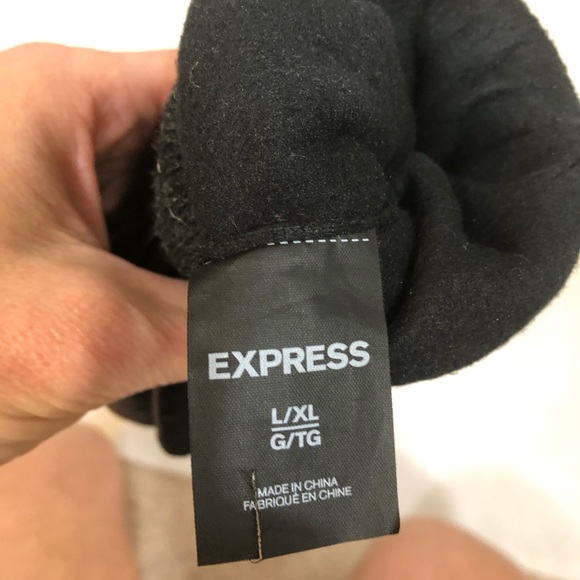 EXPRESS
L/XL
G/TG
MADE IN CHINA
FABRIQUÉ EN CHINE